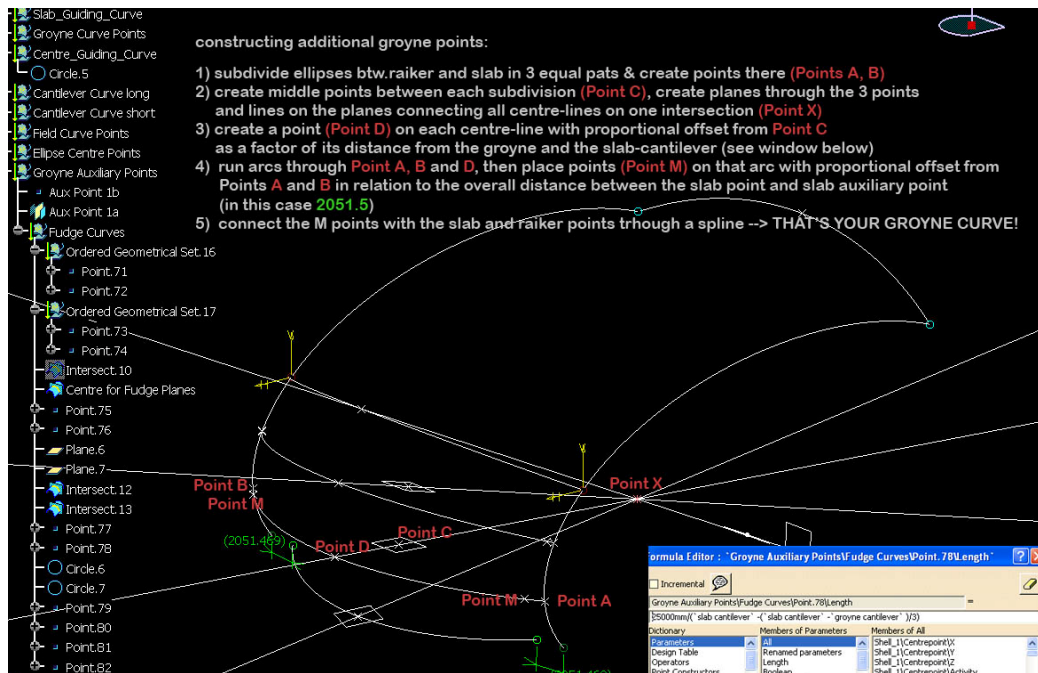 Slab_Guiding_Curve
Groyne Curve Points
Centre_Guiding_Curve
Circle.5
Cantilever Curve long
Cantilever Curve short
Field Curve Points
Ellipse Centre Points
Groyne Auxiliary Points
Aux Point 1b
Aux Point 1a
Fudge Curves
Ordered Geometrical Set.16
Point.71
Point.72
Ordered Geometrical Set.17
Point.73
Point.74
Intersect.10
Centre for Fudge Planes
Point.75
Point.76
Plane.6
Plane.7
Intersect.12
Intersect.13
Point.77
Point.78
Circle.6
Circle.7
Point.79
Point.80
Point.81
Point.82
constructing additional groyne points:
1) subdivide ellipses btw.raiker and slab in 3 equal pats & create points there (Points A, B)
2) create middle points between each subdivision (Point C), create planes through the 3 points
and lines on the planes connecting all centre-lines on one intersection (Point X)
3) create a point (Point D) on each centre-line with proportional offset from Point C
as a factor of its distance from the groyne and the slab-cantilever (see window below)
4) run arcs through Point A, B and D, then place points (Point M) on that arc with proportional offset from
Points A and B in relation to the overall distance between the slab point and slab auxiliary point
(in this case 2051.5)
5) connect the M points with the slab and raiker points trhough a spline --> THAT'S YOUR GROYNE CURVE!
V
H
V
H
Point X
Point B
Point M
Point C
(2051.469)
Point D
Point M
Point A
Formula Editor : `Groyne Auxiliary Points\Fudge Curves\Point.78\Length`
Incremental
Groyne Auxiliary Points\Fudge Curves\Point.78\Length =
25000mm/(`slab cantilever` -(`slab cantilever` -`groyne cantilever` )/3)
Dictionary Members of Parameters Members of All
Parameters All Shell_1\Centrepoint\X
Design Table Renamed parameters Shell_1\Centrepoint\Y
Operators Length Shell_1\Centrepoint\Z
Point Constructors Boolean Shell_1\Centrepoint\Activity